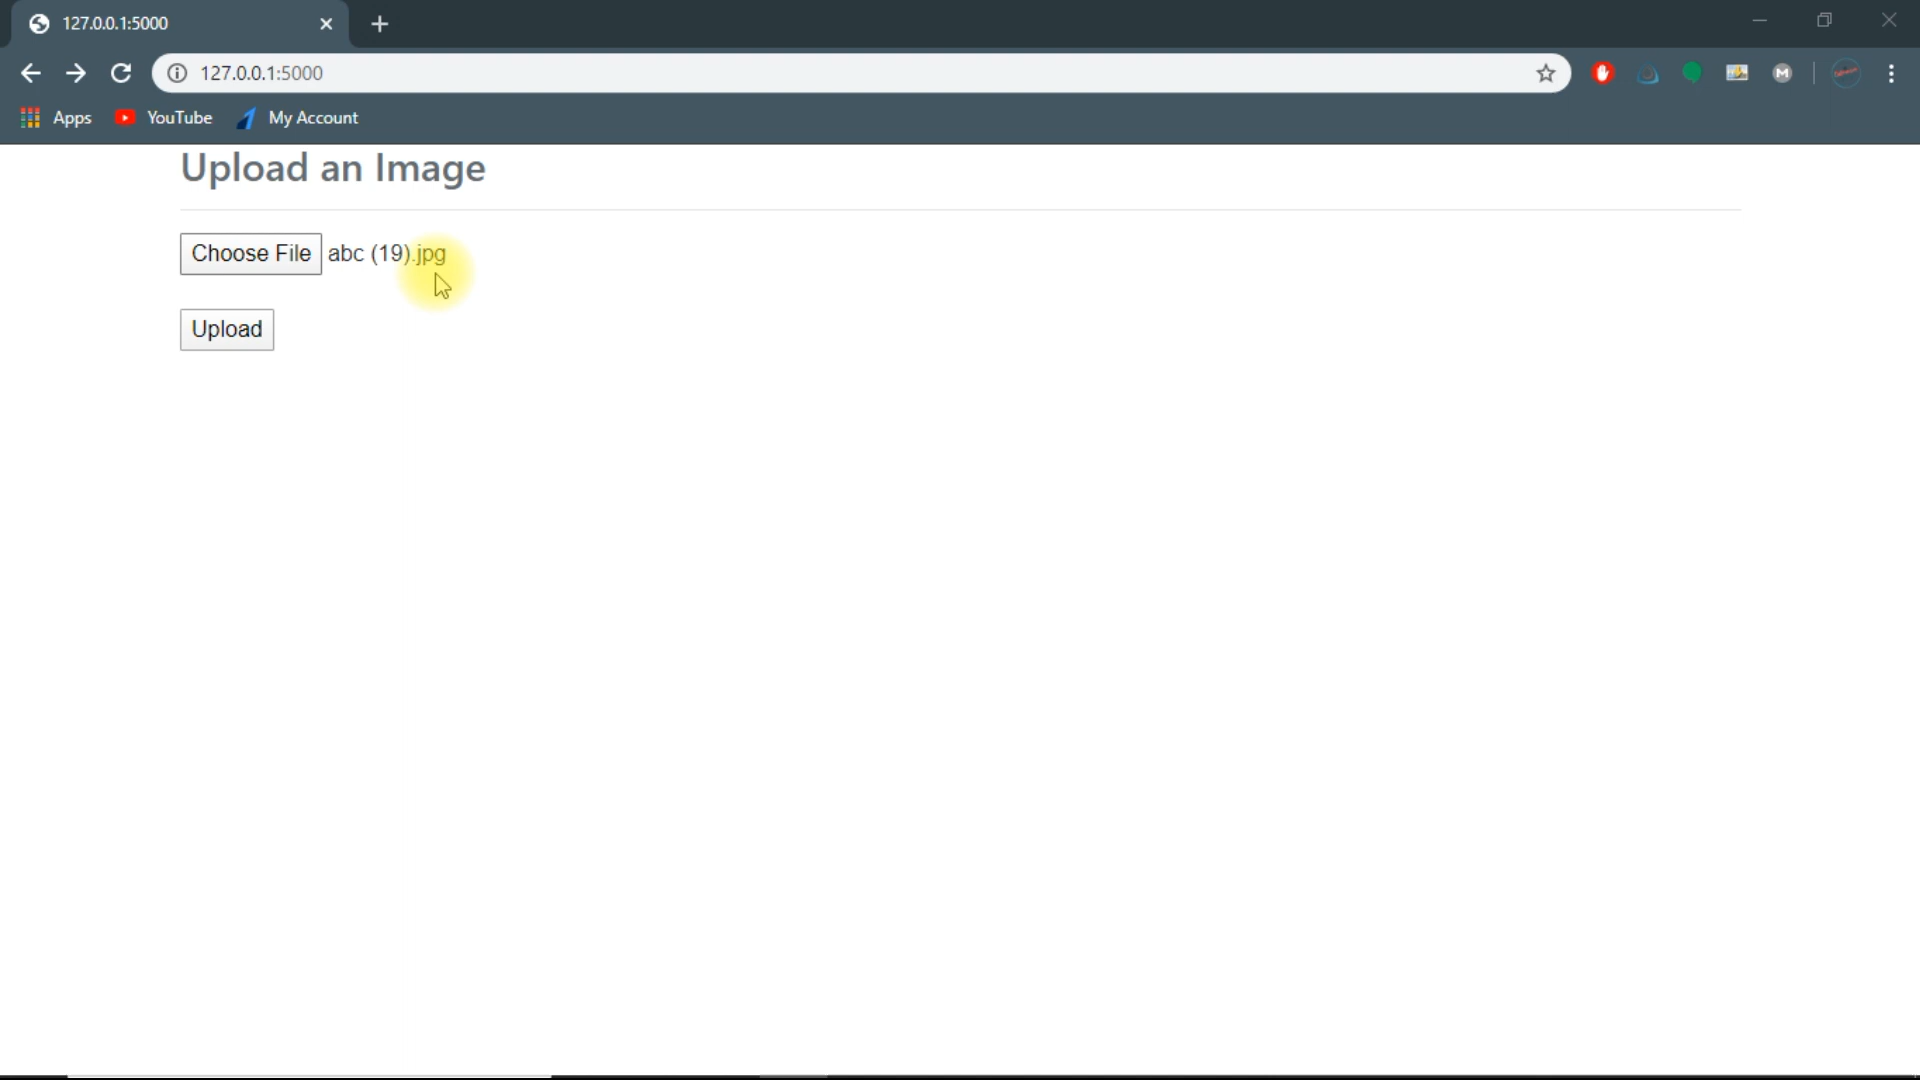 127.0.0.1:5000
127.0.0.1:5000
Apps YouTube My Account
Upload an Image
Choose File abc (19).jpg
Upload